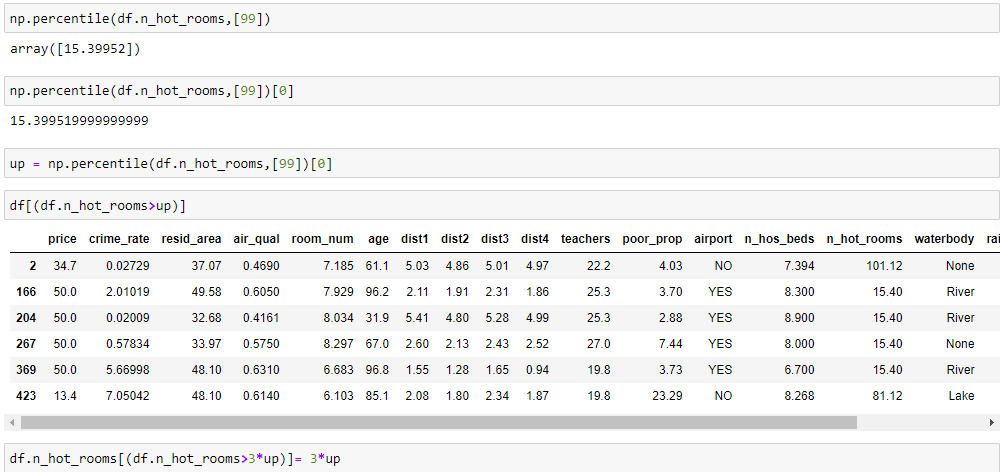 np.percentile(df.n_hot_rooms,[99])
array([15.39952])
np.percentile(df.n_hot_rooms,[99])[0]
15.399519999999999
up = np.percentile(df.n_hot_rooms,[99])[0]
df[(df.n_hot_rooms>up)]
price crime_rate resid_area air_qual room_num age dist1 dist2 dist3 dist4 teachers poor_prop airport n_hos_beds n_hot_rooms waterbody rai
2 34.7 0.02729 37.07 0.4690 7.185 61.1 5.03 4.86 5.01 4.97 22.2 4.03 NO 7.394 101.12 None
166 50.0 2.01019 49.58 0.6050 7.929 96.2 2.11 1.91 2.31 1.86 25.3 3.70 YES 8.300 15.40 River
204 50.0 0.02009 32.68 0.4161 8.034 31.9 5.41 4.80 5.28 4.99 25.3 2.88 YES 8.900 15.40 River
267 50.0 0.57834 33.97 0.5750 8.297 67.0 2.60 2.13 2.43 2.52 27.0 7.44 YES 8.000 15.40 None
369 50.0 5.66998 48.10 0.6310 6.683 96.8 1.55 1.28 1.65 0.94 19.8 3.73 YES 6.700 15.40 River
423 13.4 7.05042 48.10 0.6140 6.103 85.1 2.08 1.80 2.34 1.87 19.8 23.29 NO 8.268 81.12 Lake
df.n_hot_rooms[(df.n_hot_rooms>3*up)]= 3*up